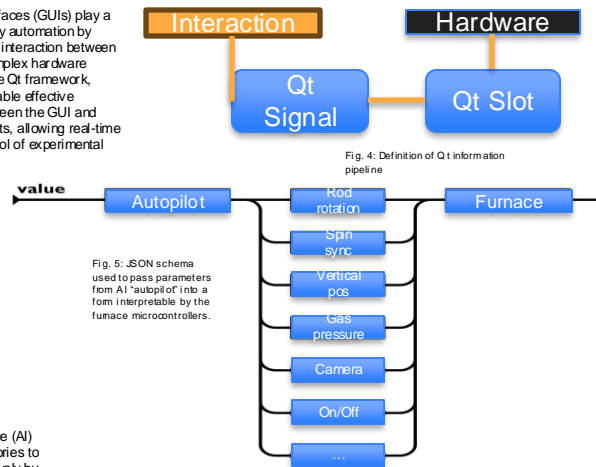 faces (GUIs) play a
y automation by
interaction between
mplex hardware
e Qt framework,
able effective
een the GUI and
ts, allowing real-time
ol of experimental
Interaction
Hardware
Qt
Signal
Qt Slot
Fig. 4: Definition of Qt information
pipeline
value
Autopilot
Rod
rotation
Spin
sync
Vertical
pos
Gas
pressure
Camera
On/Off
...
Furnace
Fig. 5: JSON schema
used to pass parameters
from AI "autopilot" into a
form interpretable by the
furnace microcontrollers.
e (AI)
ories to